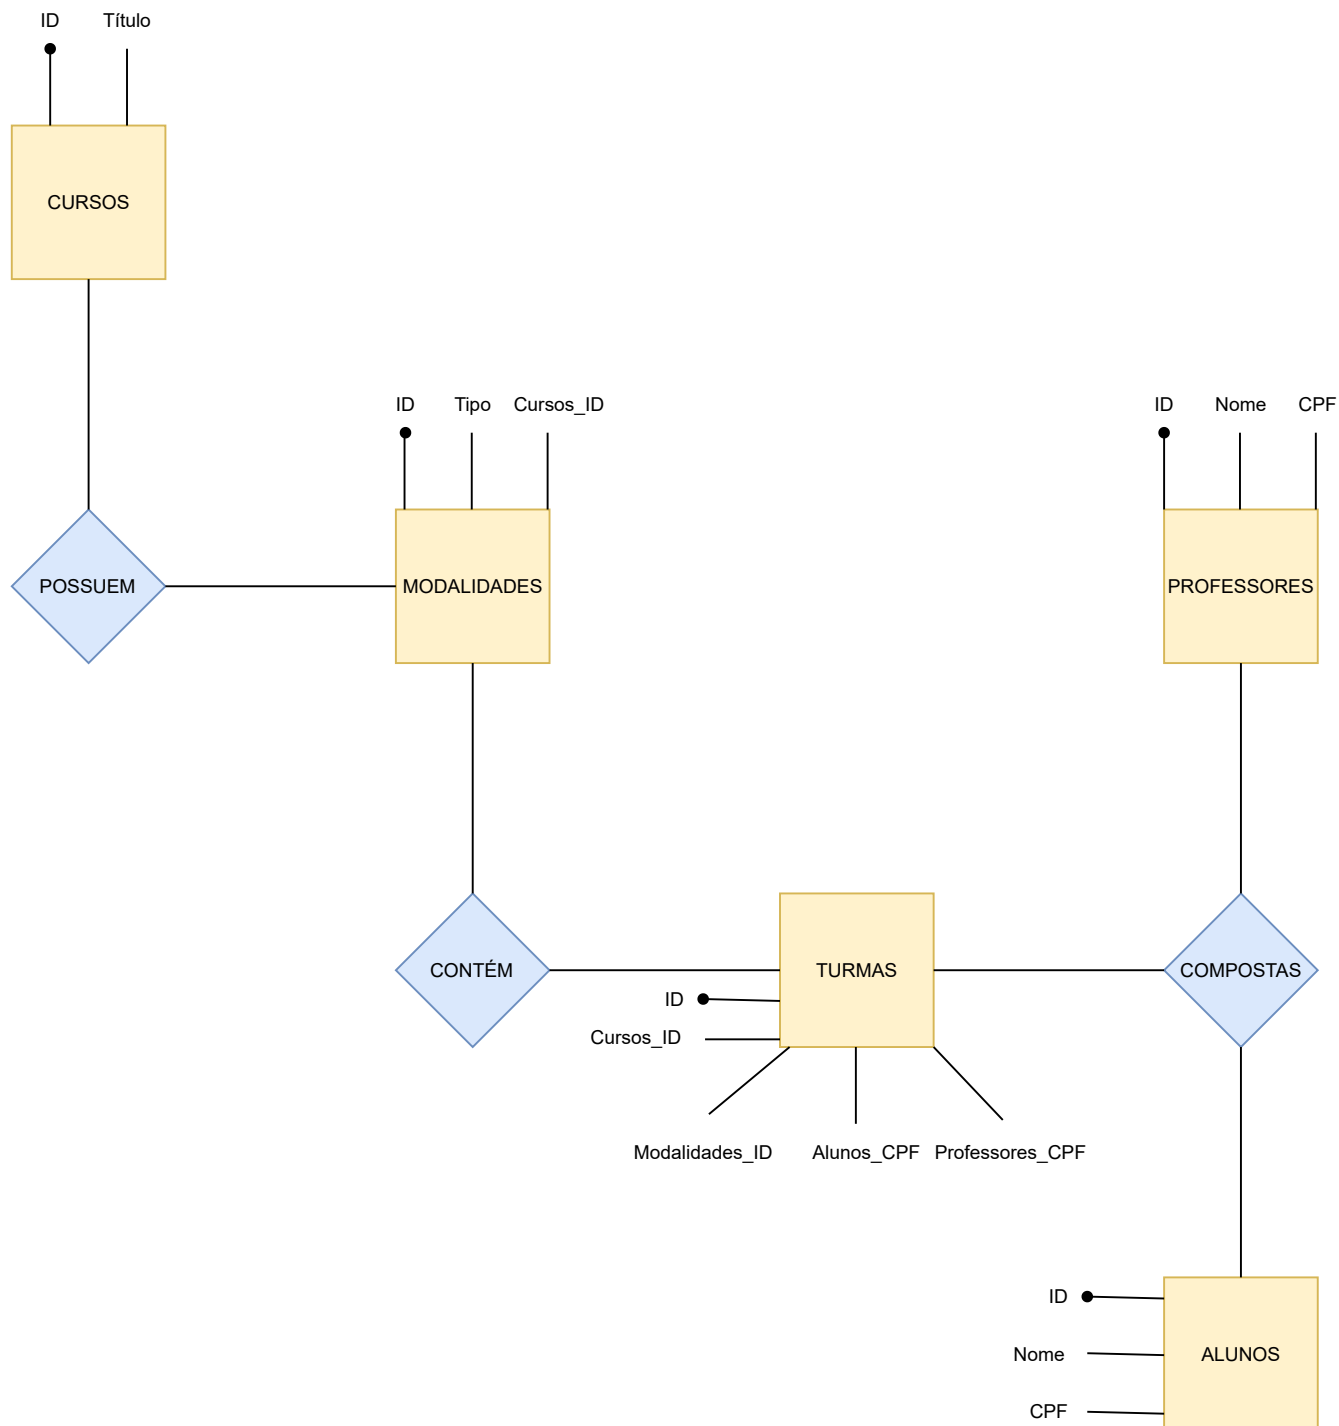 ID
Título
CURSOS
ID
Tipo
Cursos_ID
ID
Nome
CPF
POSSUEM
MODALIDADES
PROFESSORES
CONTÉM
TURMAS
COMPOSTAS
ID
Cursos_ID
Modalidades_ID
Alunos_CPF
Professores_CPF
ID
Nome
ALUNOS
CPF